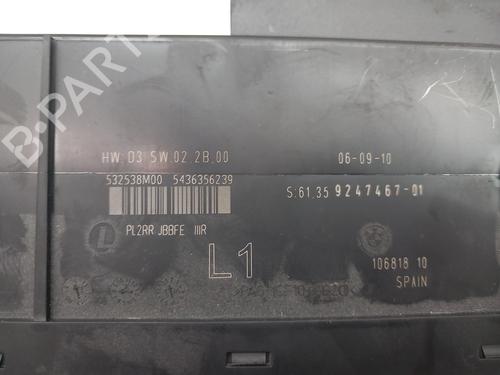 HW: 03 SW. 02. 2B. 00
06-09-10
532538M00 5436356239
S:61.35 9247467-01
PL2RR JBBFE IIIR
L
L1
106818 10
SPAIN
B-PARTS